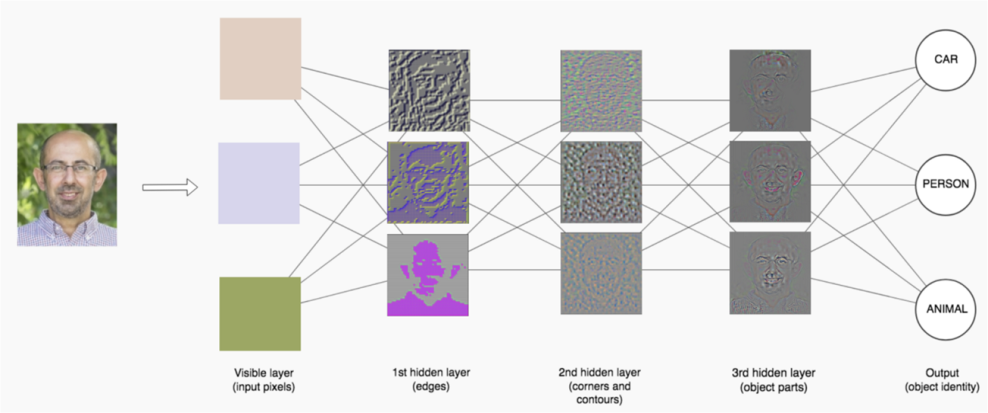 CAR
PERSON
ANIMAL
Visible layer
(input pixels)
1st hidden layer
(edges)
2nd hidden layer
(corners and
contours)
3rd hidden layer
(object parts)
Output
(object identity)